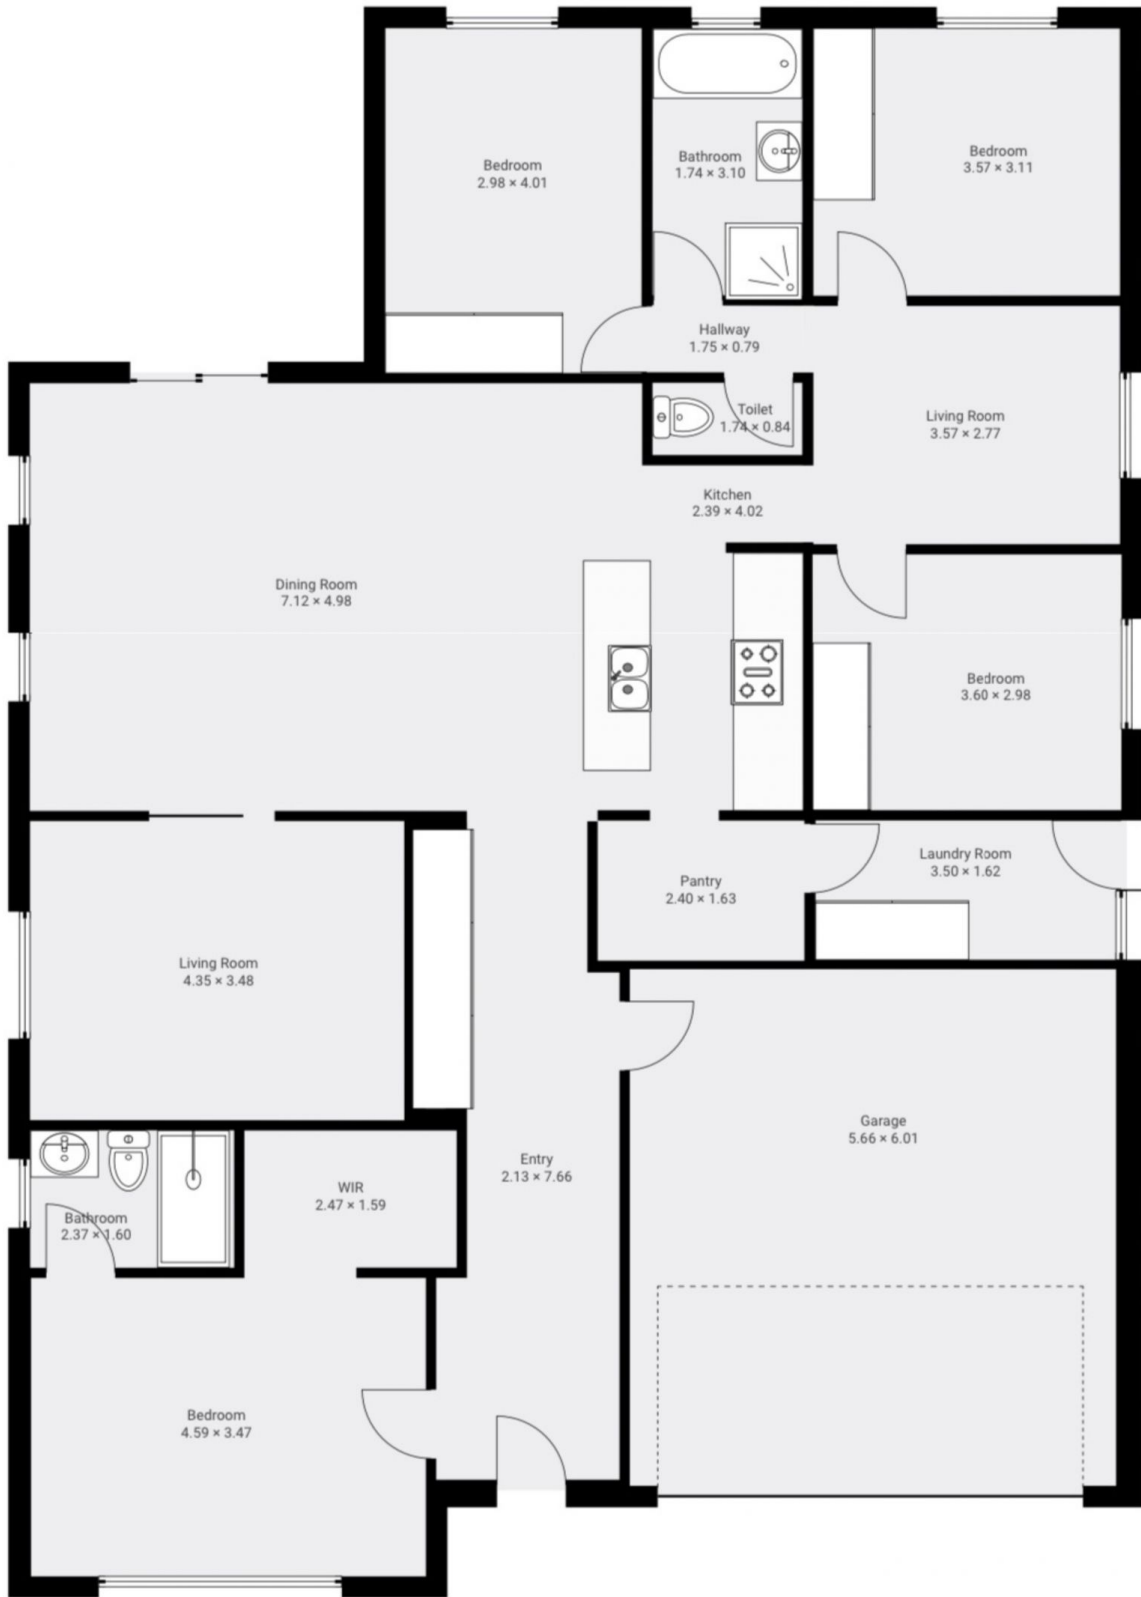 Bedroom
2.98 × 4.01
Bathroom
1.74 × 3.10
Bedroom
3.57 × 3.11
Hallway
1.75 × 0.79
Toilet
1.74 × 0.84
Living Room
3.57 × 2.77
Kitchen
2.39 × 4.02
Dining Room
7.12 × 4.98
Bedroom
3.60 × 2.98
Laundry Room
3.50 × 1.62
Pantry
2.40 × 1.63
Living Room
4.35 × 3.48
Garage
5.66 × 6.01
Entry
2.13 × 7.66
WIR
2.47 × 1.59
Bathroom
2.37 × 1.60
Bedroom
4.59 × 3.47